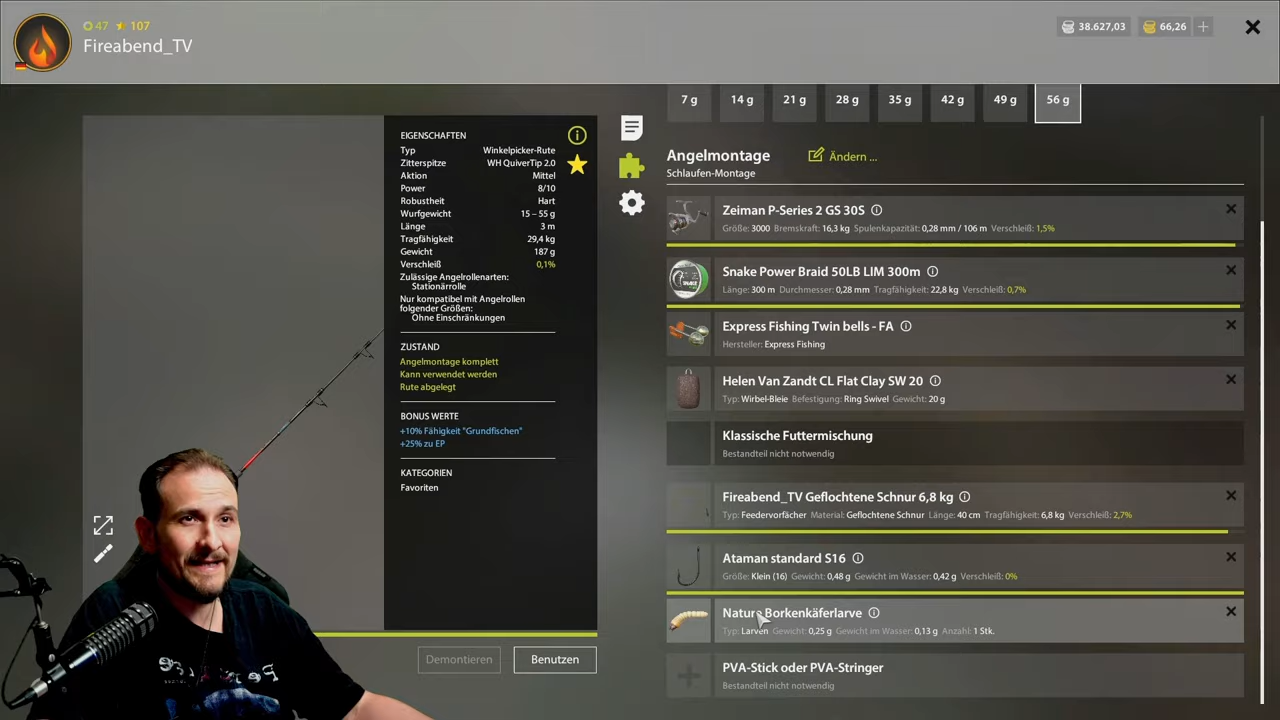 47 107
Fireabend_TV
38.627,03
66,26
EIGENSCHAFTEN
Typ Winkelpicker-Rute
Zitterspitze WH QuiverTip 2.0
Aktion Mittel
Power 8/10
Robustheit Hart
Wurfgewicht 15 – 55 g
Länge 3 m
Tragfähigkeit 29,4 kg
Gewicht 187 g
Verschleiß 0,1%
Zulässige Angelrollenarten:
Stationärrolle
Nur kompatibel mit Angelrollen
folgender Größen:
Ohne Einschränkungen
ZUSTAND
Angelmontage komplett
Kann verwendet werden
Rute abgelegt
BONUS WERTE
+10% Fähigkeit "Grundfischen"
+25% zu EP
KATEGORIEN
Favoriten
Demontieren Benutzen
7 g 14 g 21 g 28 g 35 g 42 g 49 g 56 g
Angelmontage Ändern ...
Schlaufen-Montage
Zeiman P-Series 2 GS 30S
Größe: 3000 Bremskraft: 16,3 kg Spulenkapazität: 0,28 mm / 106 m Verschleiß: 1,5%
Snake Power Braid 50LB LIM 300m
Länge: 300 m Durchmesser: 0,28 mm Tragfähigkeit: 22,8 kg Verschleiß: 0,7%
Express Fishing Twin bells - FA
Hersteller: Express Fishing
Helen Van Zandt CL Flat Clay SW 20
Typ: Wirbel-Bleie Befestigung: Ring Swivel Gewicht: 20 g
Klassische Futtermischung
Bestandteil nicht notwendig
Fireabend_TV Geflochtene Schnur 6,8 kg
Typ: Feedervorfächer Material: Geflochtene Schnur Länge: 40 cm Tragfähigkeit: 6,8 kg Verschleiß: 2,7%
Ataman standard S16
Größe: Klein (16) Gewicht: 0,48 g Gewicht im Wasser: 0,42 g Verschleiß: 0%
Borkenkäferlarve
Typ: Larven Gewicht: 0,25 g Gewicht im Wasser: 0,13 g Anzahl: 1 Stk.
PVA-Stick oder PVA-Stringer
Bestandteil nicht notwendig